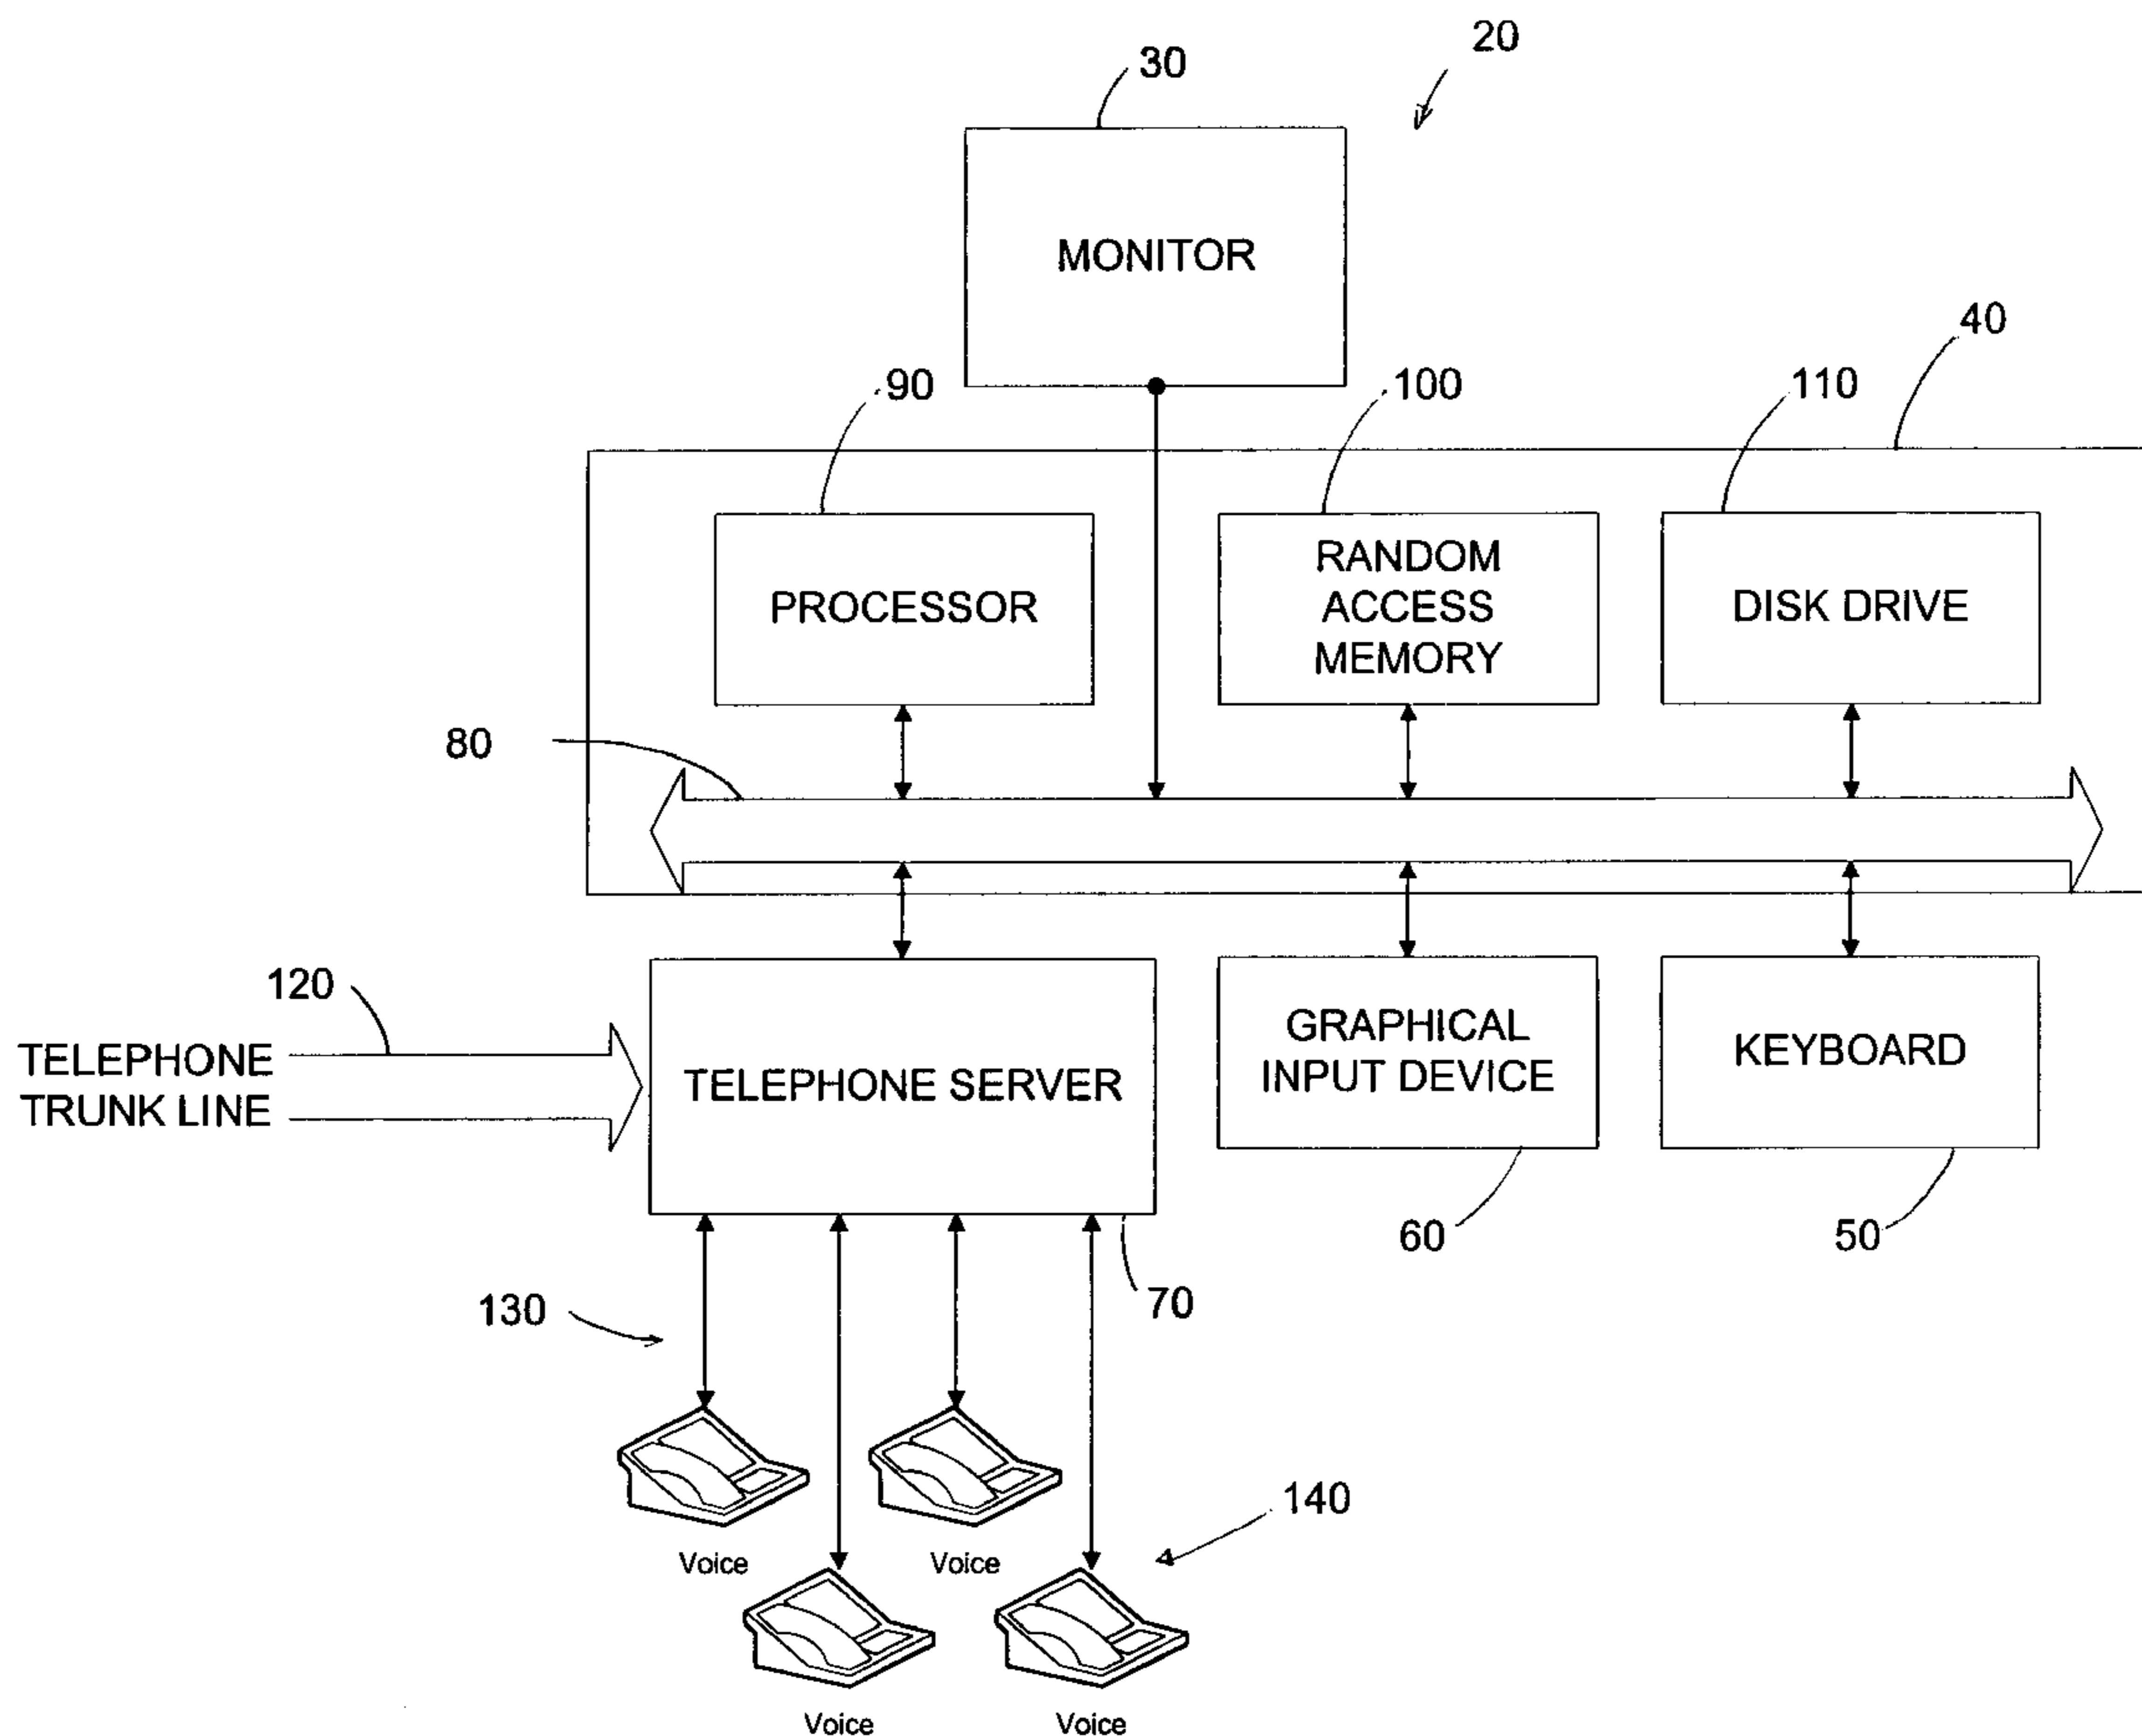 20
30
MONITOR
40
90
100
110
PROCESSOR
RANDOM
ACCESS
MEMORY
DISK DRIVE
80
120
TELEPHONE
TRUNK LINE
TELEPHONE SERVER
GRAPHICAL
INPUT DEVICE
KEYBOARD
60
50
70
130
140
Voice
Voice
Voice
Voice